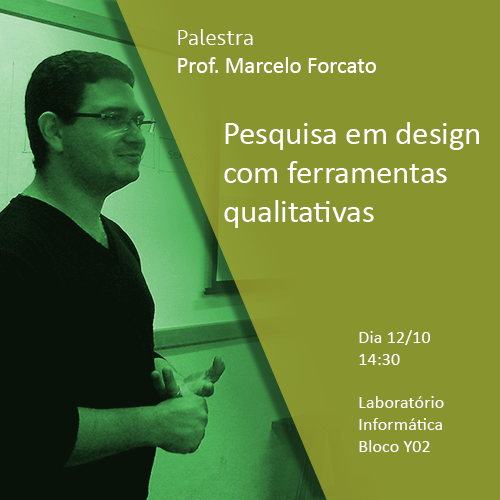 Palestra
Prof. Marcelo Forcato
Pesquisa em design
com ferramentas
qualitativas
Dia 12/10
14:30
Laboratório
Informática
Bloco Y02